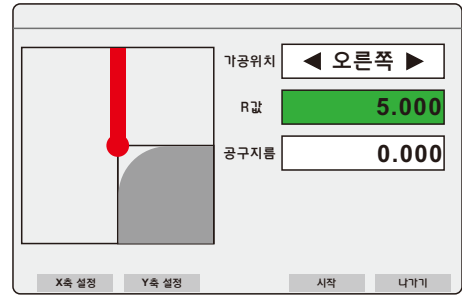 가공위치 ◀ 오른쪽 ▶
R값 5.000
공구지름 0.000
X축 설정 Y축 설정 시작 나가기